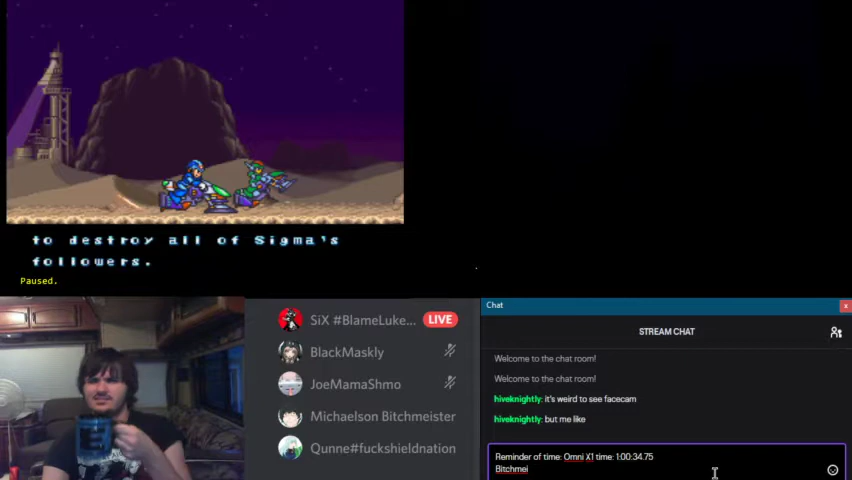 to destroy all of Sigma's
followers.
Paused.
SiX #BlameLuke... LIVE
BlackMaskly
JoeMamaShmo
Michaelson Bitchmeister
Qunne#fuckshieldnation
Chat
x
STREAM CHAT
Welcome to the chat room!
Welcome to the chat room!
hiveknightly: it's weird to see facecam
hiveknightly: but me like
Reminder of time: Omni X1 time: 1:00:34.75
Bitchmei